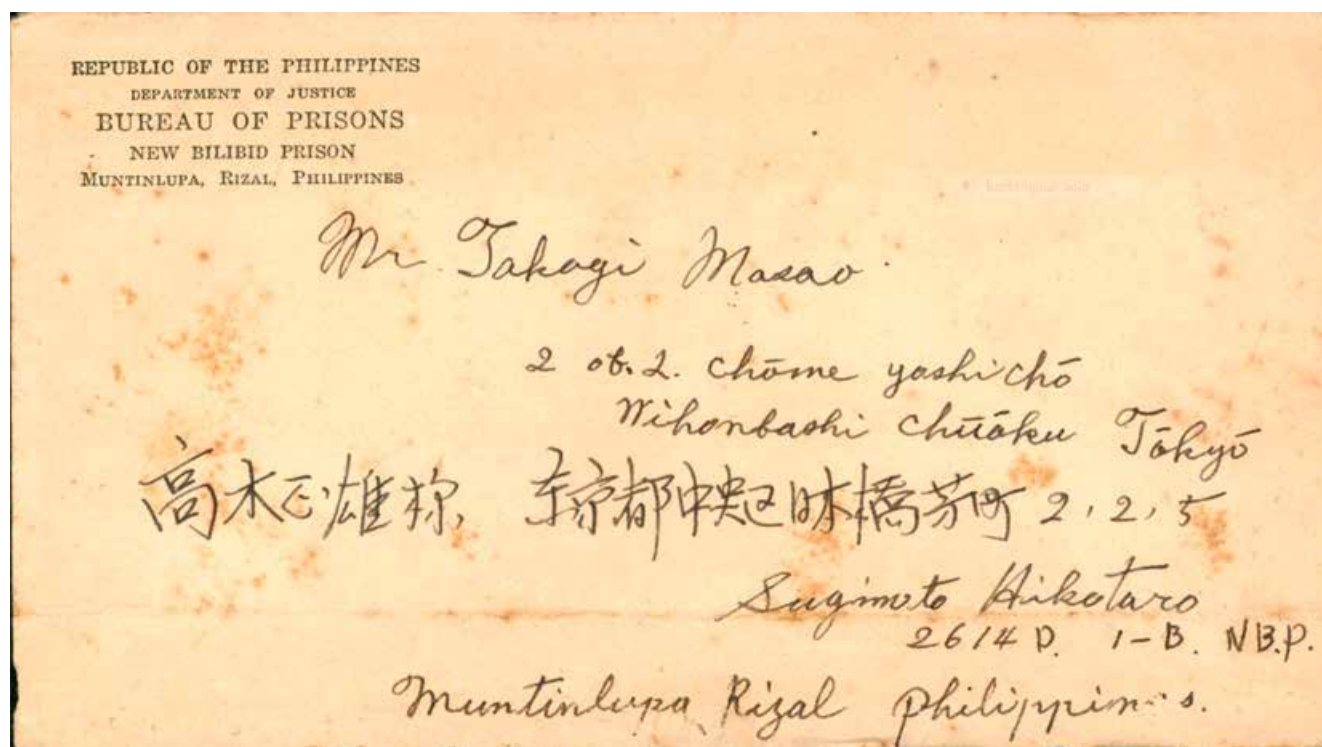 REPUBLIC OF THE PHILIPPINES
DEPARTMENT OF JUSTICE
BUREAU OF PRISONS
NEW BILIBID PRISON
MUNTINLUPA, RIZAL, PHILIPPINES
Mr. Takagi Masao
2 of 2. chōme yoshichō
Nihonbashi Chūōku Tōkyō
高木正雄様 東京都中央区日本橋芳町 2, 2, 5
Sugimoto Hikotaro
2614 D. 1-B. N.B.P.
Muntinlupa Rizal Philippines.